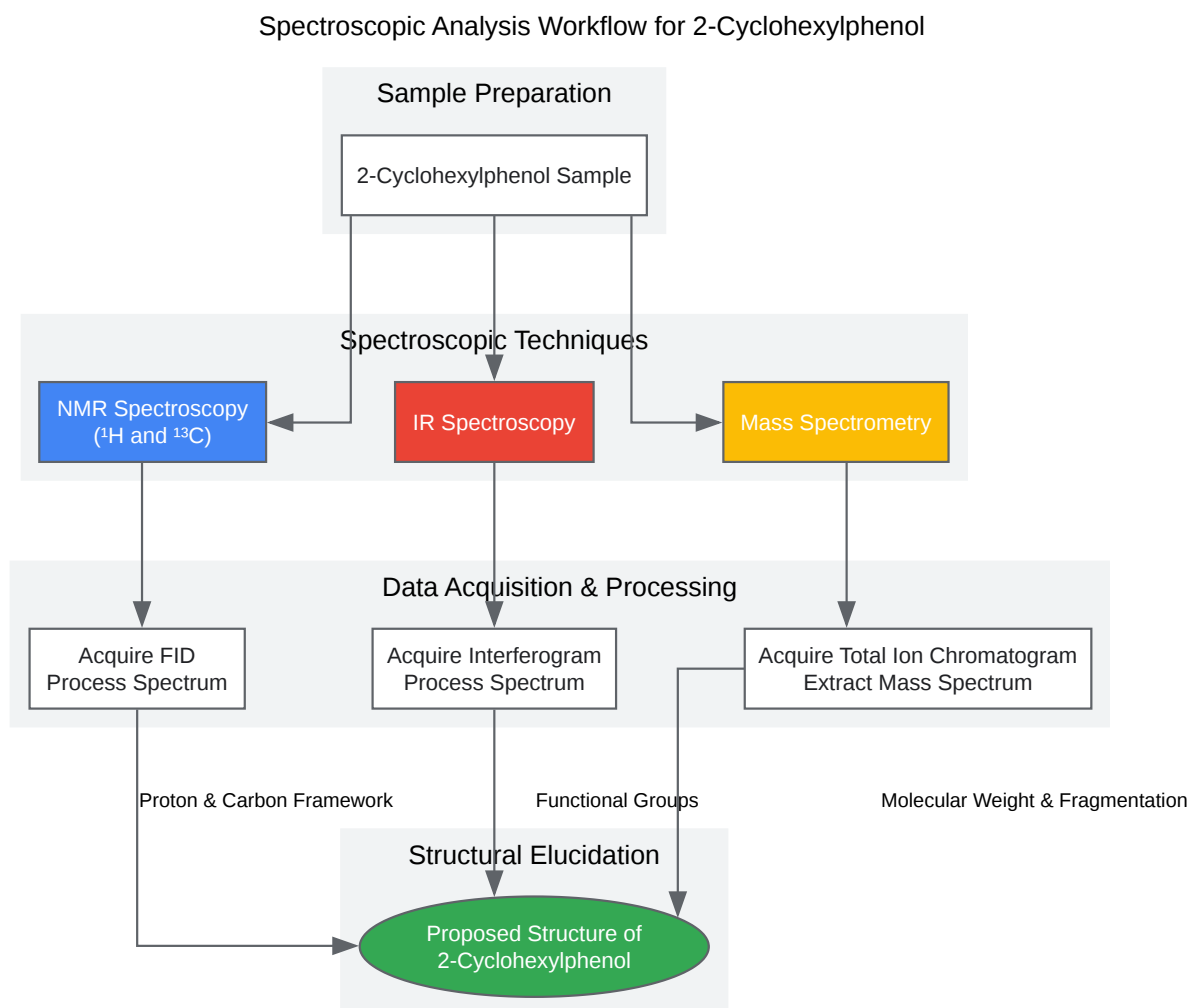 Spectroscopic Analysis Workflow for 2-Cyclohexylphenol
Sample Preparation
2-Cyclohexylphenol Sample
Spectroscopic Techniques
NMR Spectroscopy
(¹H and ¹³C)
IR Spectroscopy
Mass Spectrometry
Data Acquisition & Processing
Acquire FID
Process Spectrum
Acquire Interferogram
Process Spectrum
Acquire Total Ion Chromatogram
Extract Mass Spectrum
Proton & Carbon Framework
Functional Groups
Molecular Weight & Fragmentation
Structural Elucidation
Proposed Structure of
2-Cyclohexylphenol